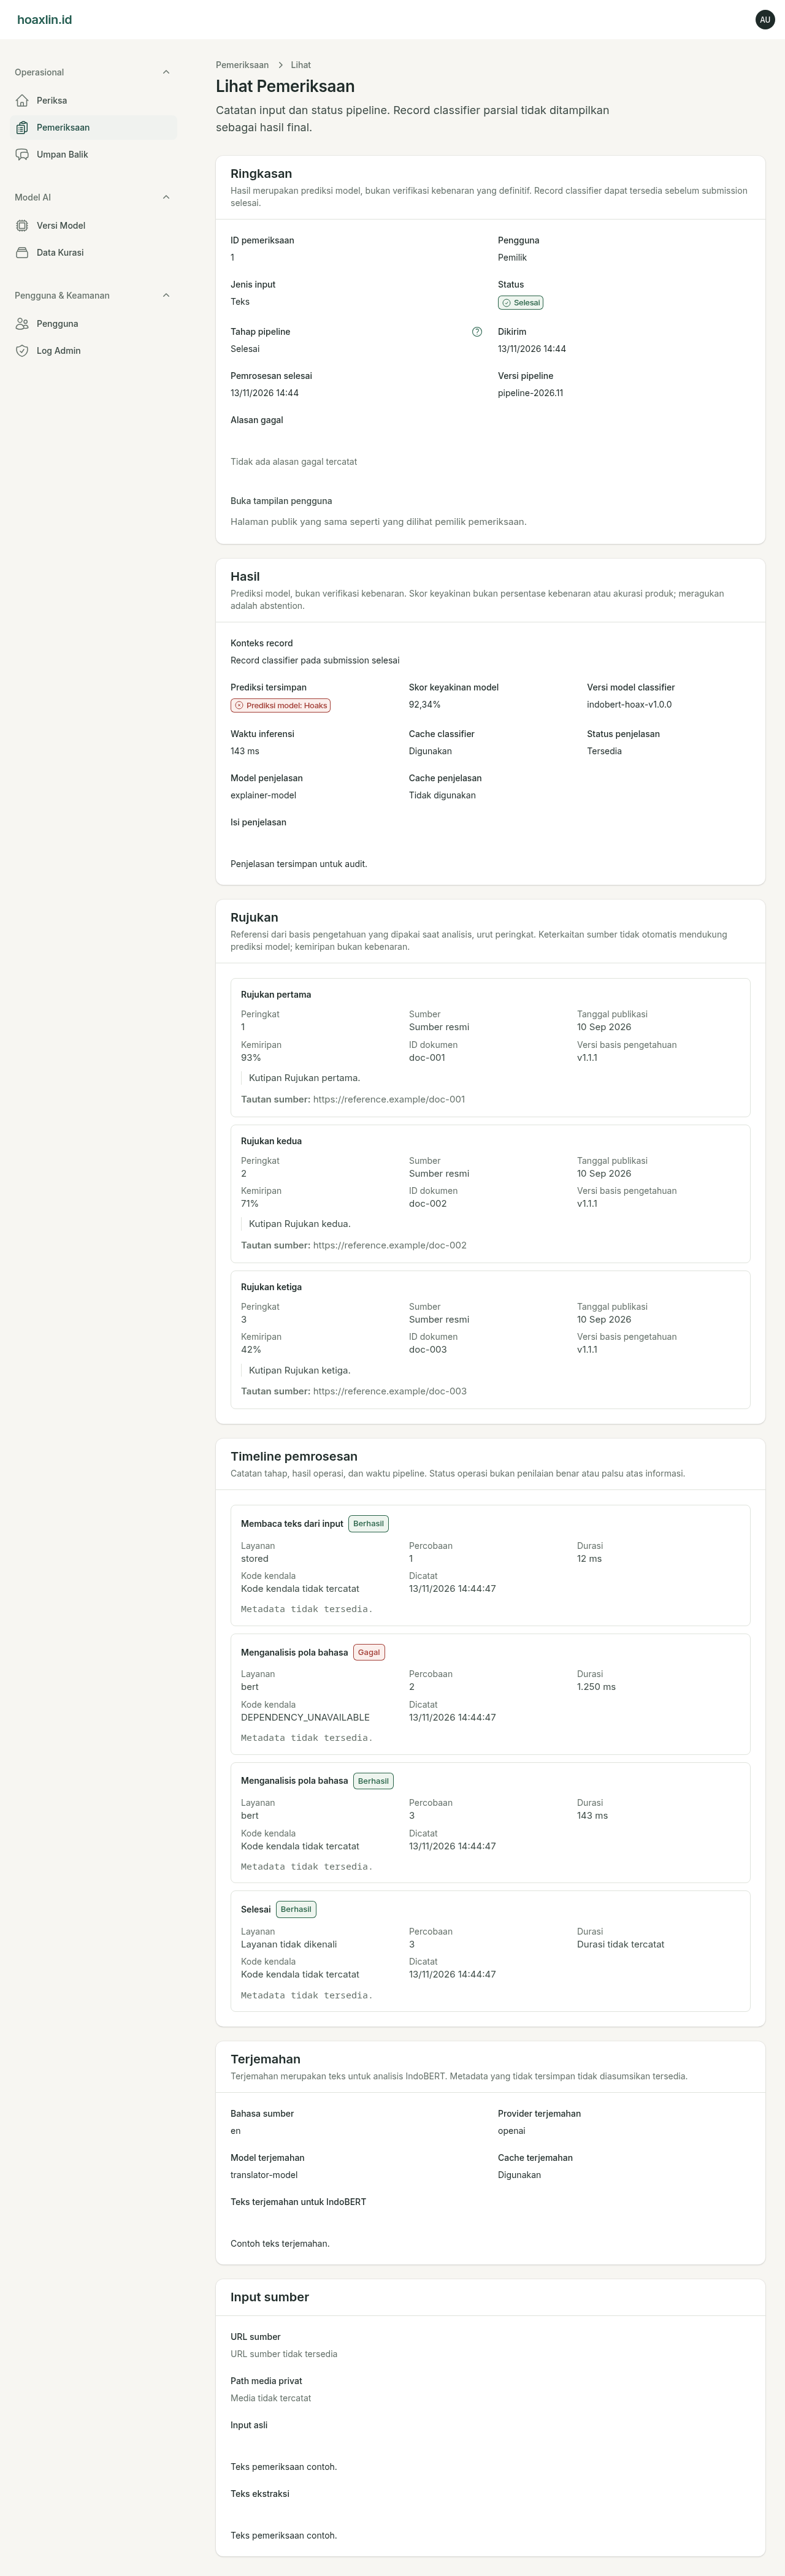 hoaxlin.id
AU
Operasional
Periksa
Pemeriksaan
Umpan Balik
Model AI
Versi Model
Data Kurasi
Pengguna & Keamanan
Pengguna
Log Admin
Pemeriksaan > Lihat
Lihat Pemeriksaan
Catatan input dan status pipeline. Record classifier parsial tidak ditampilkan
sebagai hasil final.
Ringkasan
Hasil merupakan prediksi model, bukan verifikasi kebenaran yang definitif. Record classifier dapat tersedia sebelum submission
selesai.
ID pemeriksaan
1
Pengguna
Pemilik
Jenis input
Teks
Status
Selesai
Tahap pipeline
Selesai
Dikirim
13/11/2026 14:44
Pemrosesan selesai
13/11/2026 14:44
Versi pipeline
pipeline-2026.11
Alasan gagal
Tidak ada alasan gagal tercatat
Buka tampilan pengguna
Halaman publik yang sama seperti yang dilihat pemilik pemeriksaan.
Hasil
Prediksi model, bukan verifikasi kebenaran. Skor keyakinan bukan persentase kebenaran atau akurasi produk; meragukan
adalah abstention.
Konteks record
Record classifier pada submission selesai
Prediksi tersimpan
Prediksi model: Hoaks
Skor keyakinan model
92,34%
Versi model classifier
indobert-hoax-v1.0.0
Waktu inferensi
143 ms
Cache classifier
Digunakan
Status penjelasan
Tersedia
Model penjelasan
explainer-model
Cache penjelasan
Tidak digunakan
Isi penjelasan
Penjelasan tersimpan untuk audit.
Rujukan
Referensi dari basis pengetahuan yang dipakai saat analisis, urut peringkat. Keterkaitan sumber tidak otomatis mendukung
prediksi model; kemiripan bukan kebenaran.
Rujukan pertama
Peringkat
1
Sumber
Sumber resmi
Tanggal publikasi
10 Sep 2026
Kemiripan
93%
ID dokumen
doc-001
Versi basis pengetahuan
v1.1.1
Kutipan Rujukan pertama.
Tautan sumber: https://reference.example/doc-001
Rujukan kedua
Peringkat
2
Sumber
Sumber resmi
Tanggal publikasi
10 Sep 2026
Kemiripan
71%
ID dokumen
doc-002
Versi basis pengetahuan
v1.1.1
Kutipan Rujukan kedua.
Tautan sumber: https://reference.example/doc-002
Rujukan ketiga
Peringkat
3
Sumber
Sumber resmi
Tanggal publikasi
10 Sep 2026
Kemiripan
42%
ID dokumen
doc-003
Versi basis pengetahuan
v1.1.1
Kutipan Rujukan ketiga.
Tautan sumber: https://reference.example/doc-003
Timeline pemrosesan
Catatan tahap, hasil operasi, dan waktu pipeline. Status operasi bukan penilaian benar atau palsu atas informasi.
Membaca teks dari input Berhasil
Layanan
stored
Percobaan
1
Durasi
12 ms
Kode kendala
Kode kendala tidak tercatat
Dicatat
13/11/2026 14:44:47
Metadata tidak tersedia.
Menganalisis pola bahasa Gagal
Layanan
bert
Percobaan
2
Durasi
1.250 ms
Kode kendala
DEPENDENCY_UNAVAILABLE
Dicatat
13/11/2026 14:44:47
Metadata tidak tersedia.
Menganalisis pola bahasa Berhasil
Layanan
bert
Percobaan
3
Durasi
143 ms
Kode kendala
Kode kendala tidak tercatat
Dicatat
13/11/2026 14:44:47
Metadata tidak tersedia.
Selesai Berhasil
Layanan
Layanan tidak dikenali
Percobaan
3
Durasi
Durasi tidak tercatat
Kode kendala
Kode kendala tidak tercatat
Dicatat
13/11/2026 14:44:47
Metadata tidak tersedia.
Terjemahan
Terjemahan merupakan teks untuk analisis IndoBERT. Metadata yang tidak tersimpan tidak diasumsikan tersedia.
Bahasa sumber
en
Provider terjemahan
openai
Model terjemahan
translator-model
Cache terjemahan
Digunakan
Teks terjemahan untuk IndoBERT
Contoh teks terjemahan.
Input sumber
URL sumber
URL sumber tidak tersedia
Path media privat
Media tidak tercatat
Input asli
Teks pemeriksaan contoh.
Teks ekstraksi
Teks pemeriksaan contoh.